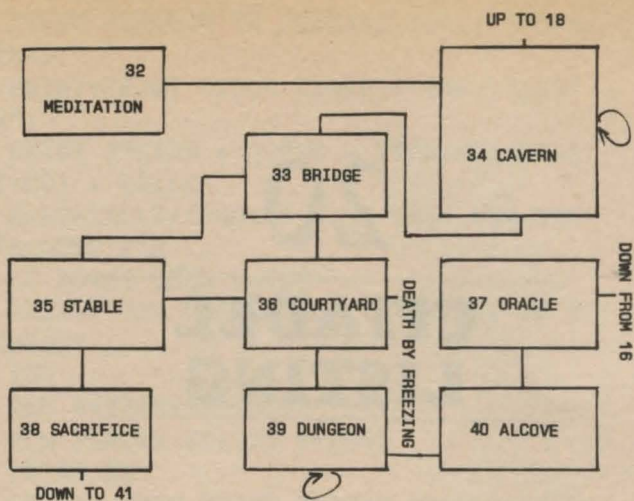 UP TO 18
32
MEDITATION
34 CAVERN
33 BRIDGE
35 STABLE
36 COURTYARD
DEATH BY FREEZING
37 ORACLE
DOWN FROM 16
38 SACRIFICE
39 DUNGEON
40 ALCOVE
DOWN TO 41